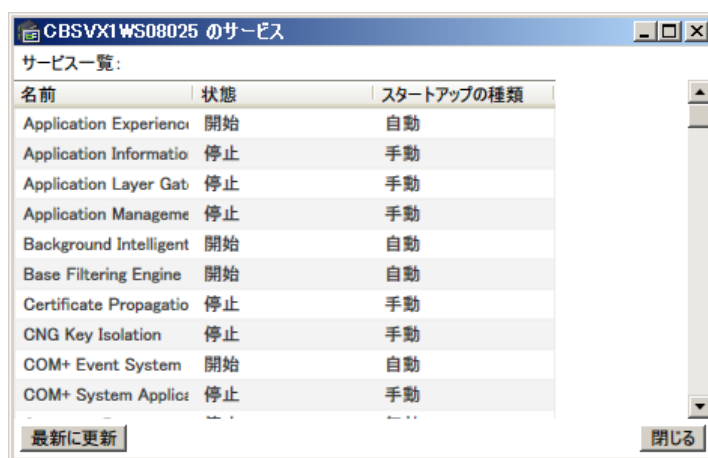 CBSVX1WS08025 のサービス
サービス一覧:
名前 状態 スタートアップの種類
Application Experienc 開始 自動
Application Informatio 停止 手動
Application Layer Gat 停止 手動
Application Manageme 停止 手動
Background Intelligent 開始 自動
Base Filtering Engine 開始 自動
Certificate Propagatio 停止 手動
CNG Key Isolation 停止 手動
COM+ Event System 開始 自動
COM+ System Applica 停止 手動
最新に更新 閉じる